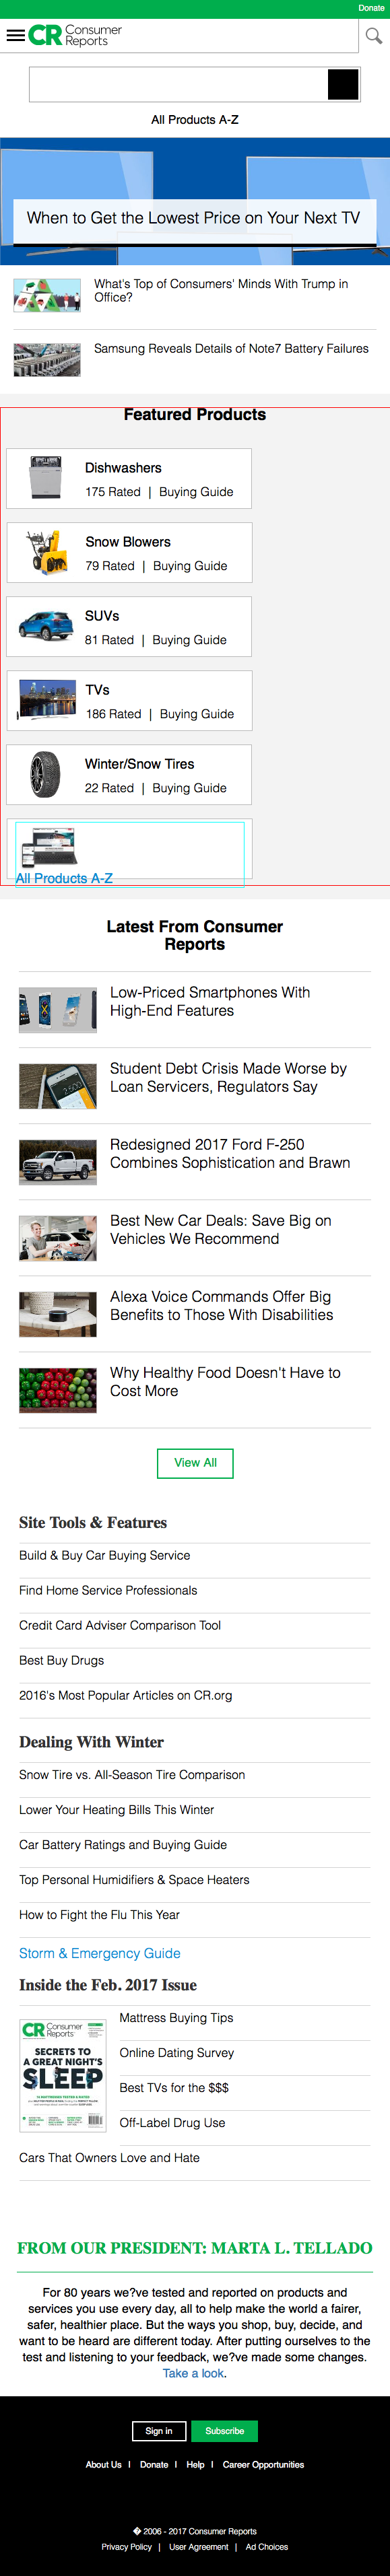 Donate
CR Consumer Reports
All Products A-Z
When to Get the Lowest Price on Your Next TV
What's Top of Consumers' Minds With Trump in
Office?
Samsung Reveals Details of Note7 Battery Failures
Featured Products
Dishwashers
175 Rated | Buying Guide
Snow Blowers
79 Rated | Buying Guide
SUVs
81 Rated | Buying Guide
TVs
186 Rated | Buying Guide
Winter/Snow Tires
22 Rated | Buying Guide
All Products A-Z
Latest From Consumer
Reports
Low-Priced Smartphones With
High-End Features
Student Debt Crisis Made Worse by
Loan Servicers, Regulators Say
Redesigned 2017 Ford F-250
Combines Sophistication and Brawn
Best New Car Deals: Save Big on
Vehicles We Recommend
Alexa Voice Commands Offer Big
Benefits to Those With Disabilities
Why Healthy Food Doesn't Have to
Cost More
View All
Site Tools & Features
Build & Buy Car Buying Service
Find Home Service Professionals
Credit Card Adviser Comparison Tool
Best Buy Drugs
2016's Most Popular Articles on CR.org
Dealing With Winter
Snow Tire vs. All-Season Tire Comparison
Lower Your Heating Bills This Winter
Car Battery Ratings and Buying Guide
Top Personal Humidifiers & Space Heaters
How to Fight the Flu This Year
Storm & Emergency Guide
Inside the Feb. 2017 Issue
CR Consumer Reports
SECRETS TO
A GREAT NIGHT'S
SLEEP
Mattress Buying Tips
Online Dating Survey
Best TVs for the $$$
Off-Label Drug Use
Cars That Owners Love and Hate
FROM OUR PRESIDENT: MARTA L. TELLADO
For 80 years we?ve tested and reported on products and
services you use every day, all to help make the world a fairer,
safer, healthier place. But the ways you shop, buy, decide, and
want to be heard are different today. After putting ourselves to the
test and listening to your feedback, we?ve made some changes.
Take a look.
Sign in
Subscribe
About Us | Donate | Help | Career Opportunities
� 2006 - 2017 Consumer Reports
Privacy Policy | User Agreement | Ad Choices